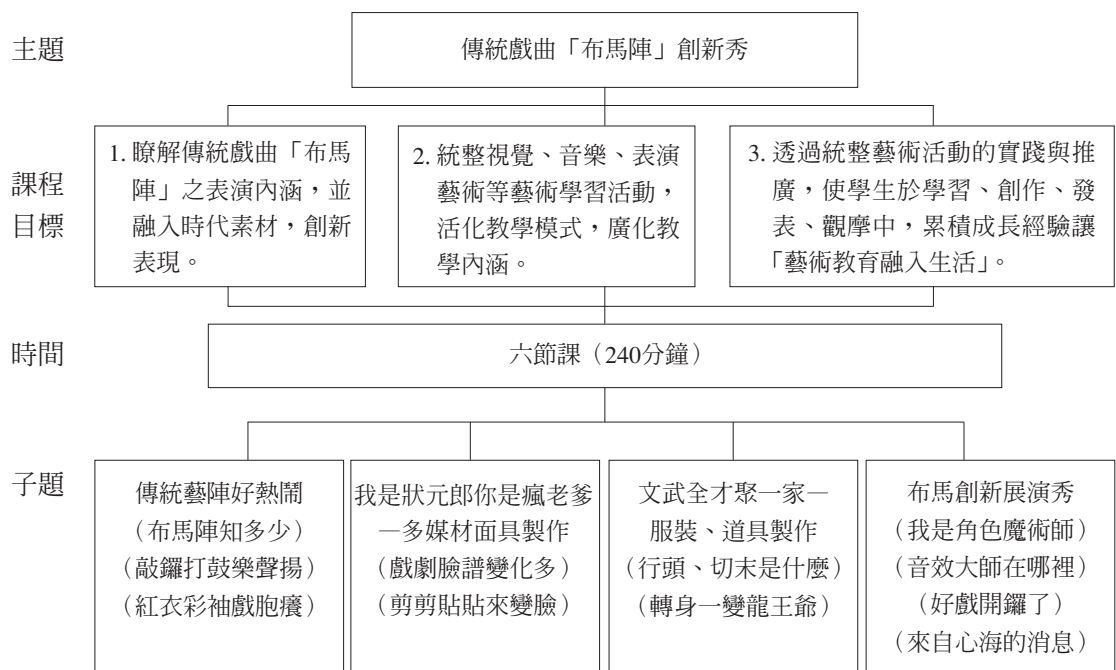 主題
傳統戲曲「布馬陣」創新秀
課程
目標
1. 瞭解傳統戲曲「布馬
陣」之表演內涵，並
融入時代素材，創新
表現。
2. 統整視覺、音樂、表演
藝術等藝術學習活動，
活化教學模式，廣化教
學內涵。
3. 透過統整藝術活動的實踐與推
廣，使學生於學習、創作、發
表、觀摩中，累積成長經驗讓
「藝術教育融入生活」。
時間
六節課（240分鐘）
子題
傳統藝陣好熱鬧
（布馬陣知多少）
（敲鑼打鼓樂聲揚）
（紅衣彩袖戲胞癢）
我是狀元郎你是瘋老爹
—多媒材面具製作
（戲劇臉譜變化多）
（剪剪貼貼來變臉）
文武全才聚一家—
服裝、道具製作
（行頭、切末是什麼）
（轉身一變龍王爺）
布馬創新展演秀
（我是角色魔術師）
（音效大師在哪裡）
（好戲開鑼了）
（來自心海的消息）